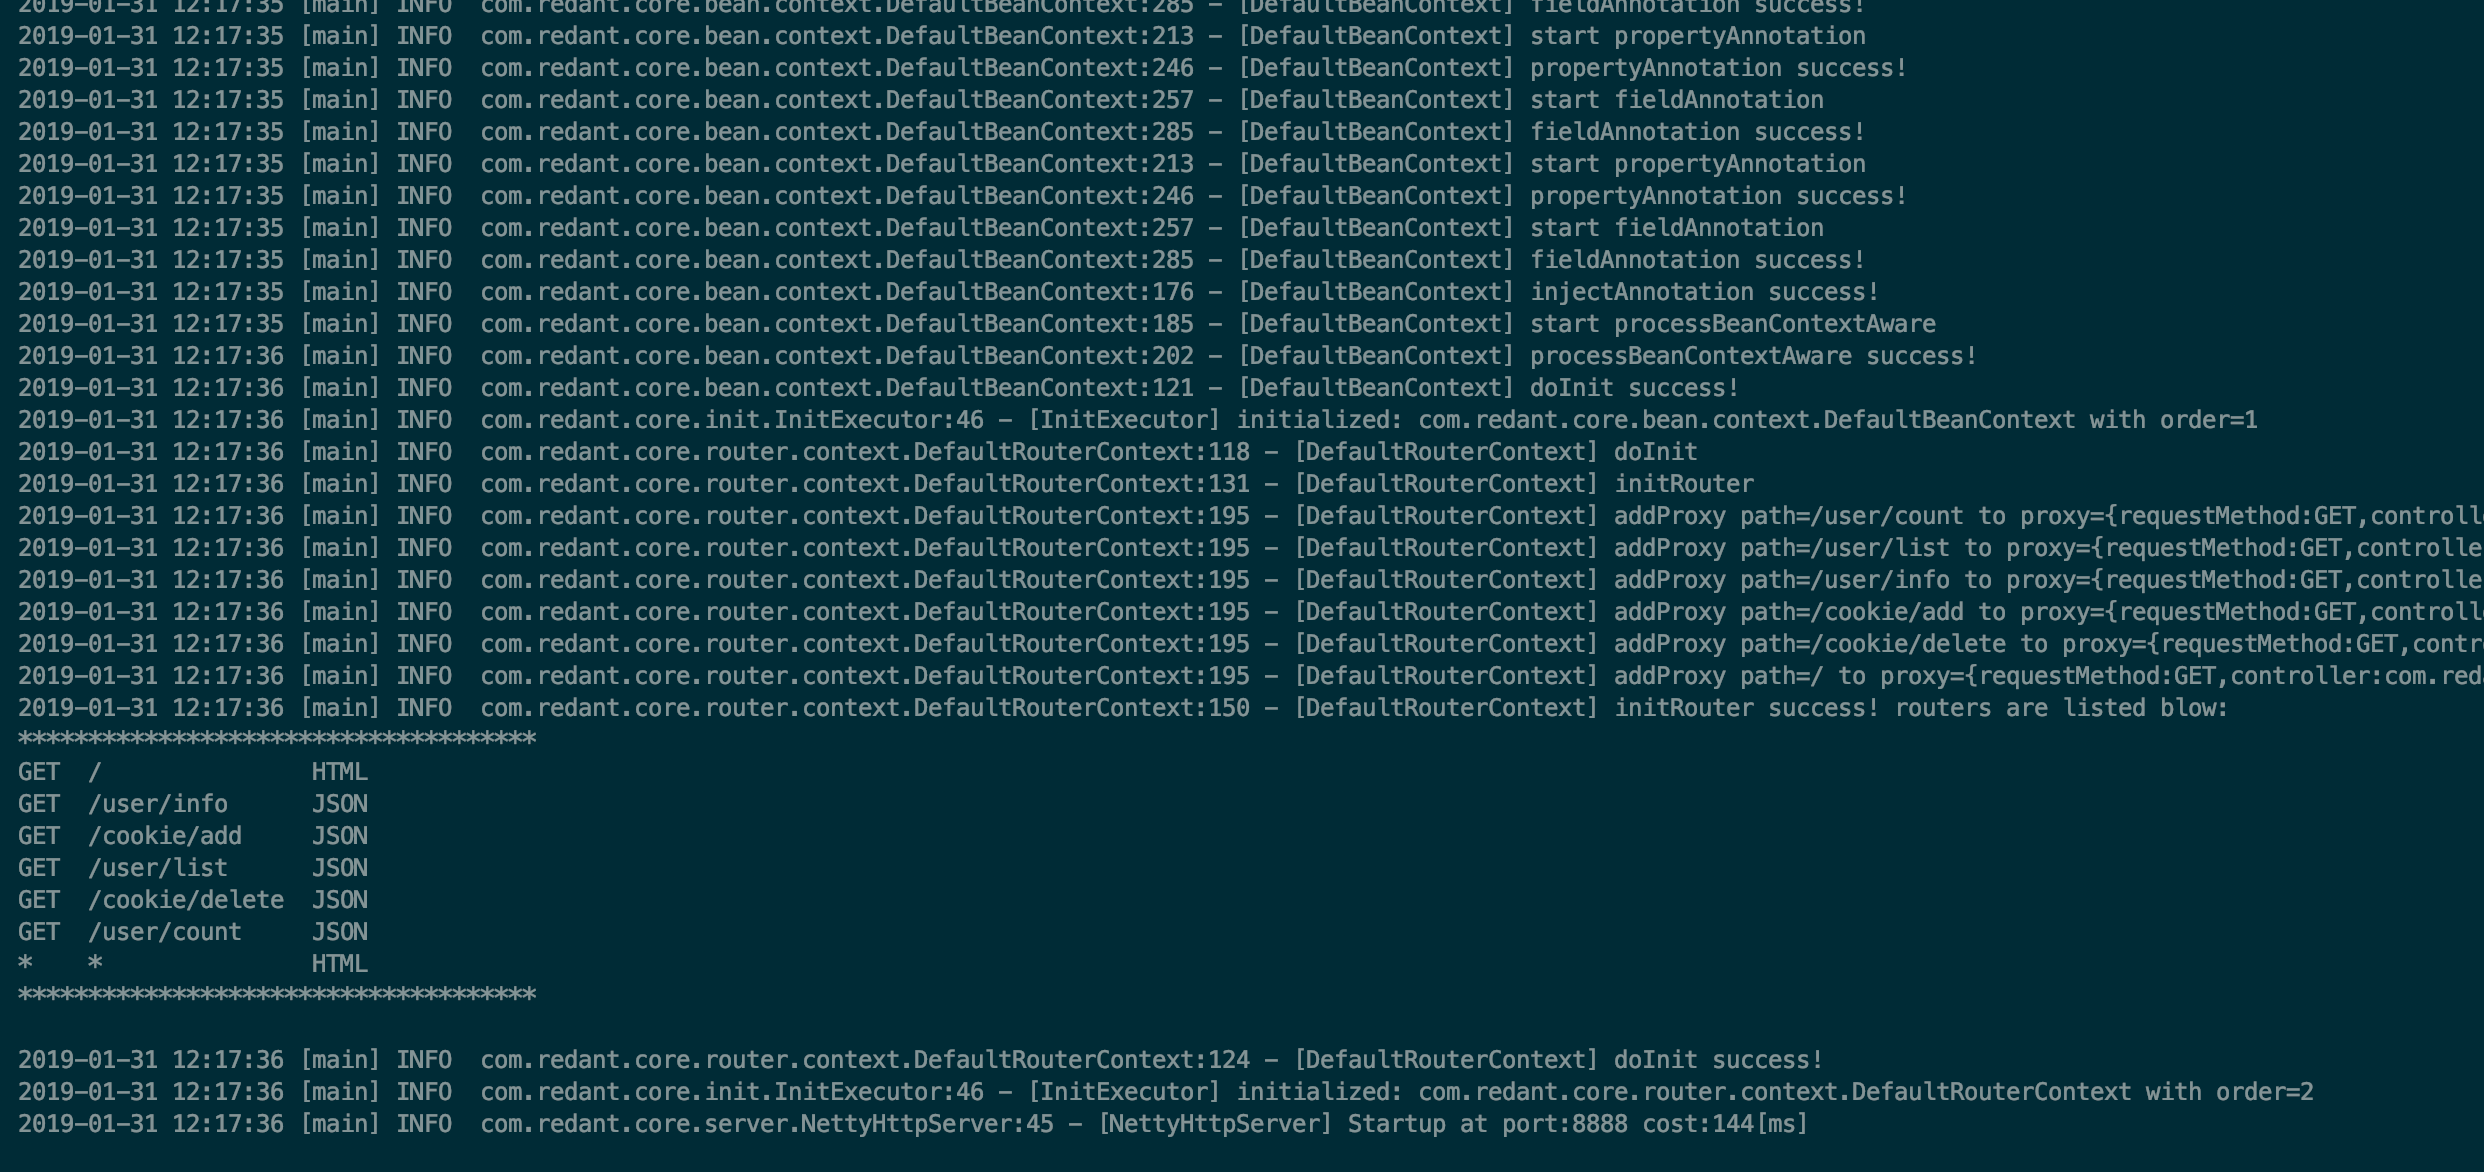 2019-01-31 12:17:35 [main] INFO  com.redant.core.bean.context.DefaultBeanContext:285 - [DefaultBeanContext] fieldAnnotation success!
2019-01-31 12:17:35 [main] INFO  com.redant.core.bean.context.DefaultBeanContext:213 - [DefaultBeanContext] start propertyAnnotation
2019-01-31 12:17:35 [main] INFO  com.redant.core.bean.context.DefaultBeanContext:246 - [DefaultBeanContext] propertyAnnotation success!
2019-01-31 12:17:35 [main] INFO  com.redant.core.bean.context.DefaultBeanContext:257 - [DefaultBeanContext] start fieldAnnotation
2019-01-31 12:17:35 [main] INFO  com.redant.core.bean.context.DefaultBeanContext:285 - [DefaultBeanContext] fieldAnnotation success!
2019-01-31 12:17:35 [main] INFO  com.redant.core.bean.context.DefaultBeanContext:213 - [DefaultBeanContext] start propertyAnnotation
2019-01-31 12:17:35 [main] INFO  com.redant.core.bean.context.DefaultBeanContext:246 - [DefaultBeanContext] propertyAnnotation success!
2019-01-31 12:17:35 [main] INFO  com.redant.core.bean.context.DefaultBeanContext:257 - [DefaultBeanContext] start fieldAnnotation
2019-01-31 12:17:35 [main] INFO  com.redant.core.bean.context.DefaultBeanContext:285 - [DefaultBeanContext] fieldAnnotation success!
2019-01-31 12:17:35 [main] INFO  com.redant.core.bean.context.DefaultBeanContext:176 - [DefaultBeanContext] injectAnnotation success!
2019-01-31 12:17:35 [main] INFO  com.redant.core.bean.context.DefaultBeanContext:185 - [DefaultBeanContext] start processBeanContextAware
2019-01-31 12:17:36 [main] INFO  com.redant.core.bean.context.DefaultBeanContext:202 - [DefaultBeanContext] processBeanContextAware success!
2019-01-31 12:17:36 [main] INFO  com.redant.core.bean.context.DefaultBeanContext:121 - [DefaultBeanContext] doInit success!
2019-01-31 12:17:36 [main] INFO  com.redant.core.init.InitExecutor:46 - [InitExecutor] initialized: com.redant.core.bean.context.DefaultBeanContext with order=1
2019-01-31 12:17:36 [main] INFO  com.redant.core.router.context.DefaultRouterContext:118 - [DefaultRouterContext] doInit
2019-01-31 12:17:36 [main] INFO  com.redant.core.router.context.DefaultRouterContext:131 - [DefaultRouterContext] initRouter
2019-01-31 12:17:36 [main] INFO  com.redant.core.router.context.DefaultRouterContext:195 - [DefaultRouterContext] addProxy path=/user/count to proxy={requestMethod:GET,controlle
2019-01-31 12:17:36 [main] INFO  com.redant.core.router.context.DefaultRouterContext:195 - [DefaultRouterContext] addProxy path=/user/list to proxy={requestMethod:GET,controlle
2019-01-31 12:17:36 [main] INFO  com.redant.core.router.context.DefaultRouterContext:195 - [DefaultRouterContext] addProxy path=/user/info to proxy={requestMethod:GET,controlle
2019-01-31 12:17:36 [main] INFO  com.redant.core.router.context.DefaultRouterContext:195 - [DefaultRouterContext] addProxy path=/cookie/add to proxy={requestMethod:GET,controlle
2019-01-31 12:17:36 [main] INFO  com.redant.core.router.context.DefaultRouterContext:195 - [DefaultRouterContext] addProxy path=/cookie/delete to proxy={requestMethod:GET,contro
2019-01-31 12:17:36 [main] INFO  com.redant.core.router.context.DefaultRouterContext:195 - [DefaultRouterContext] addProxy path=/ to proxy={requestMethod:GET,controller:com.reda
2019-01-31 12:17:36 [main] INFO  com.redant.core.router.context.DefaultRouterContext:150 - [DefaultRouterContext] initRouter success! routers are listed blow:
*************************************
GET  /               HTML
GET  /user/info      JSON
GET  /cookie/add     JSON
GET  /user/list      JSON
GET  /cookie/delete  JSON
GET  /user/count     JSON
*    *               HTML
*************************************
2019-01-31 12:17:36 [main] INFO  com.redant.core.router.context.DefaultRouterContext:124 - [DefaultRouterContext] doInit success!
2019-01-31 12:17:36 [main] INFO  com.redant.core.init.InitExecutor:46 - [InitExecutor] initialized: com.redant.core.router.context.DefaultRouterContext with order=2
2019-01-31 12:17:36 [main] INFO  com.redant.core.server.NettyHttpServer:45 - [NettyHttpServer] Startup at port:8888 cost:144[ms]